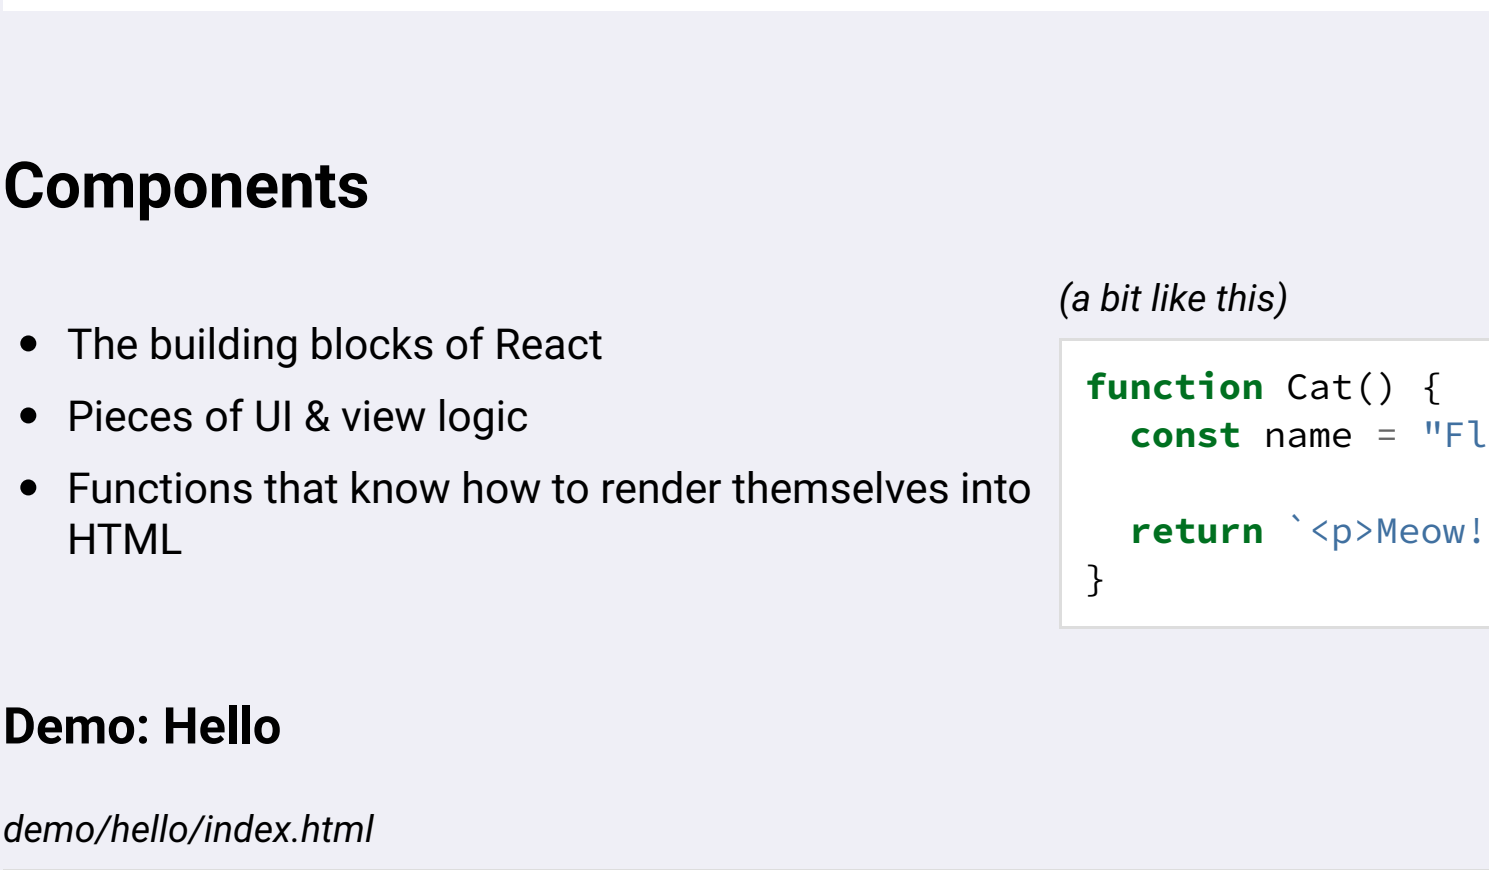 Components
• The building blocks of React
• Pieces of UI & view logic
• Functions that know how to render themselves into
HTML
(a bit like this)
function Cat() {
  const name = "Fl

  return `<p>Meow!
}
Demo: Hello
demo/hello/index.html